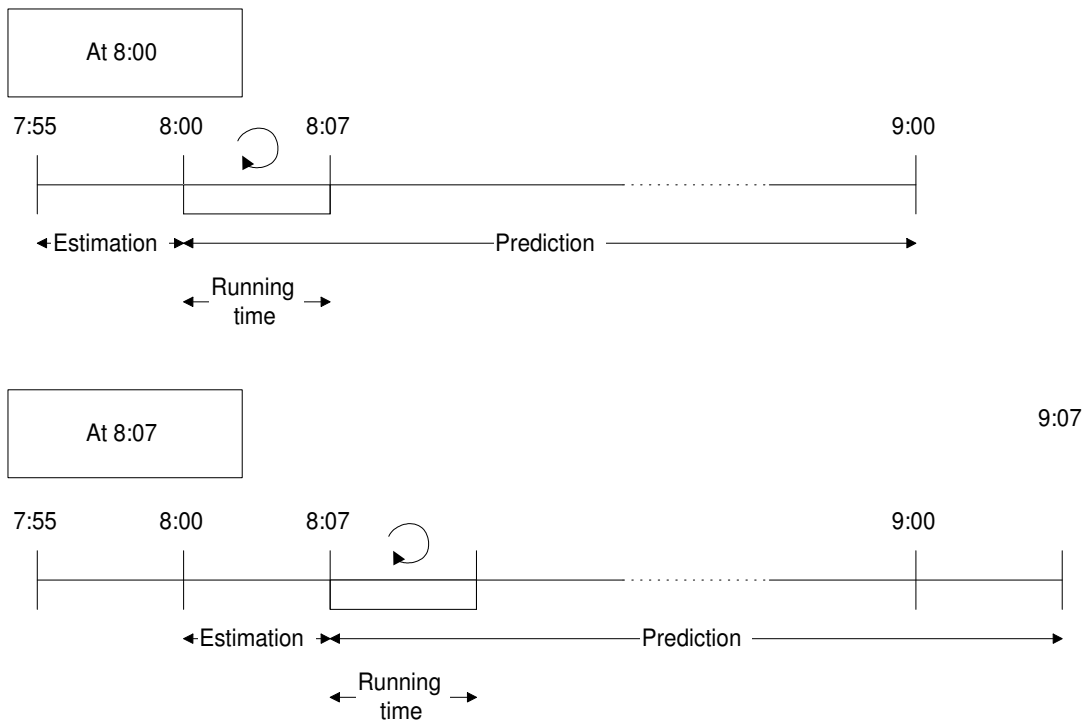 At 8:00
7:55 8:00 8:07 9:00
Estimation Prediction
Running
time
At 8:07
9:07
7:55 8:00 8:07 9:00
Estimation Prediction
Running
time